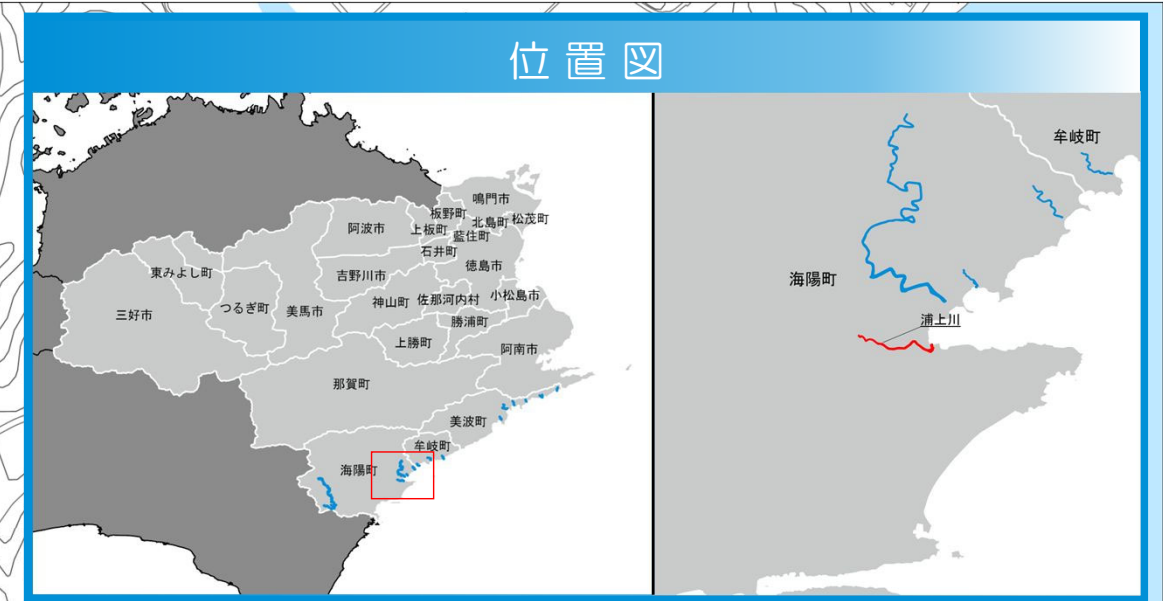 位置図
鳴門市
板野町
北島町
松茂町
阿波市
上板町
藍住町
石井町
徳島市
東みよし町
吉野川市
つるぎ町
美馬市
神山町
佐那河内村
小松島市
三好市
勝浦町
上勝町
阿南市
那賀町
美波町
牟岐町
海陽町
牟岐町
海陽町
浦上川